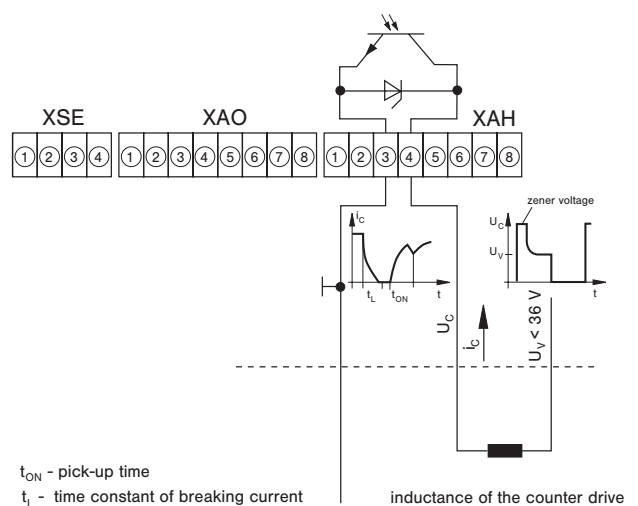 XSE XAO XAH
1 2 3 4 1 2 3 4 5 6 7 8 1 2 3 4 5 6 7 8
zener voltage
i_C U_C
U_V
t_L t_ON t t
U_C i_C U_V < 36 V
t_ON - pick-up time
t_L - time constant of breaking current inductance of the counter drive